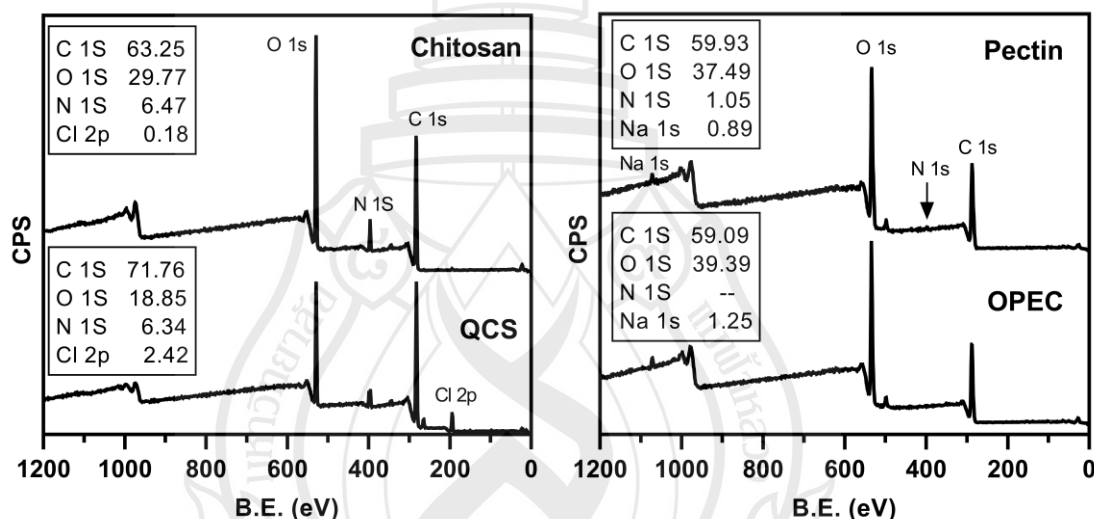 C 1S 63.25
O 1S 29.77
N 1S 6.47
Cl 2p 0.18
O 1s
Chitosan
C 1s
N 1S
C 1S 71.76
O 1S 18.85
N 1S 6.34
Cl 2p 2.42
QCS
Cl 2p
CPS
1200 1000 800 600 400 200 0
B.E. (eV)
C 1S 59.93
O 1S 37.49
N 1S 1.05
Na 1s 0.89
O 1s
Pectin
C 1s
Na 1s
N 1s
C 1S 59.09
O 1S 39.39
N 1S --
Na 1s 1.25
OPEC
CPS
1200 1000 800 600 400 200 0
B.E. (eV)